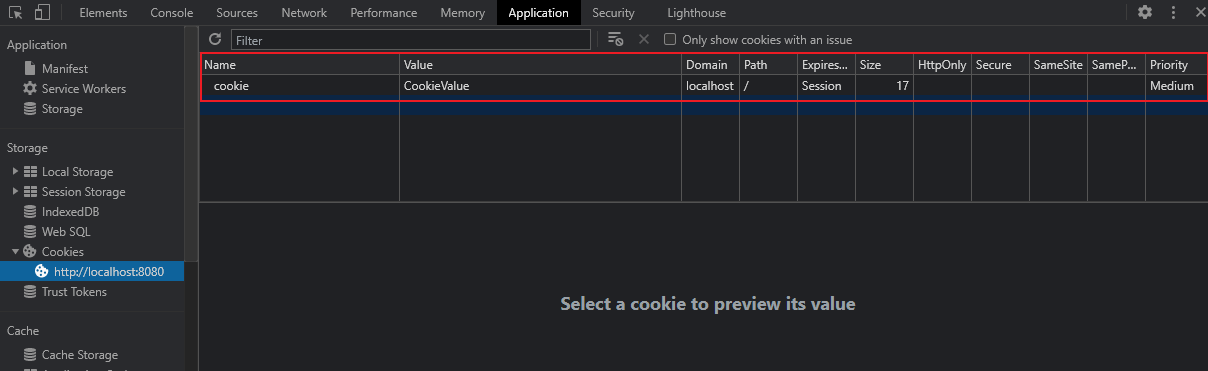 Elements Console Sources Network Performance Memory Application Security Lighthouse
Application
Manifest
Service Workers
Storage
Storage
Local Storage
Session Storage
IndexedDB
Web SQL
Cookies
http://localhost:8080
Trust Tokens
Cache
Cache Storage
Filter Only show cookies with an issue
Name Value Domain Path Expires... Size HttpOnly Secure SameSite SameP... Priority
cookie CookieValue localhost / Session 17 Medium
Select a cookie to preview its value